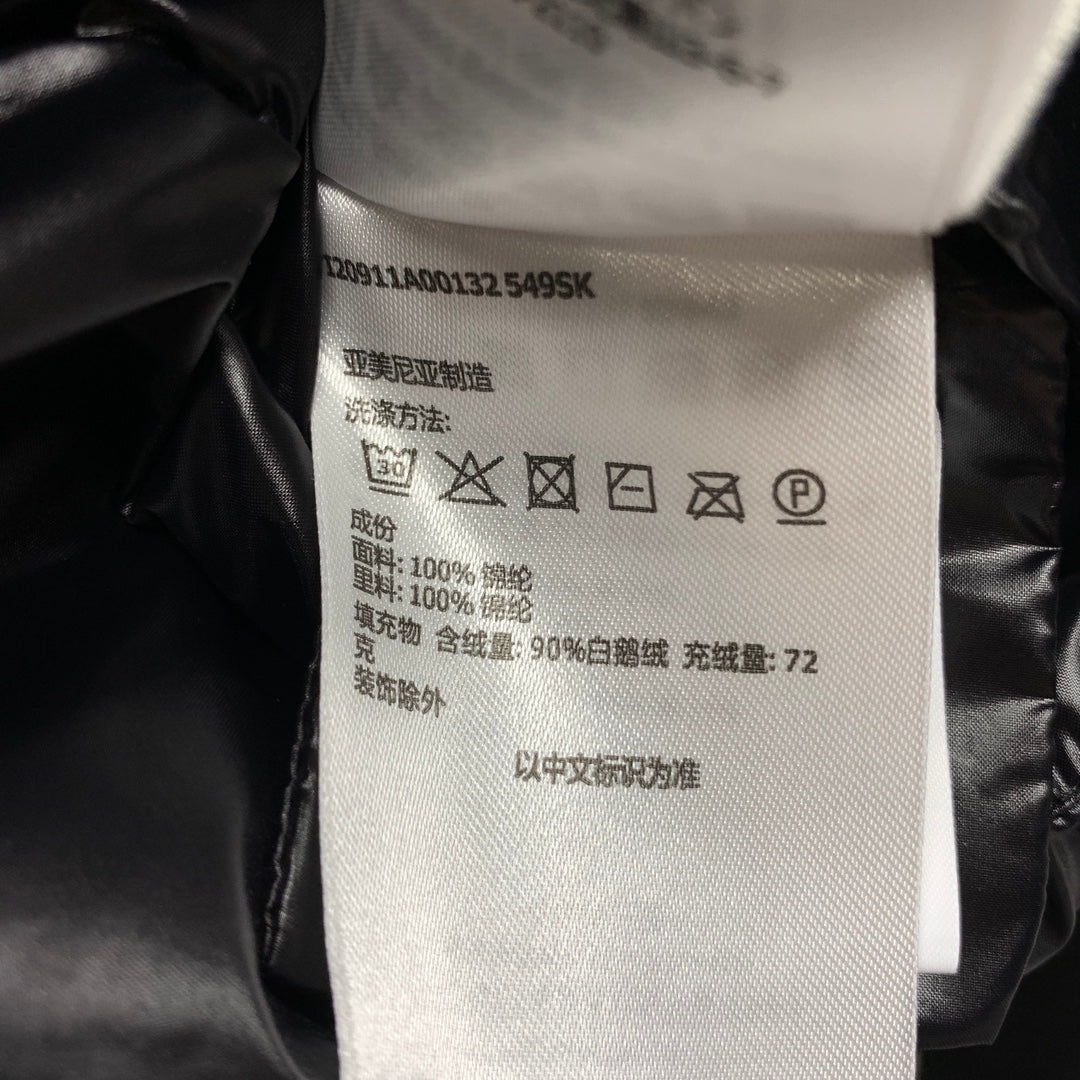 I20911A00132 549SK
亚美尼亚制造
洗涤方法:
30
P
成份
面料: 100% 锦纶
里料: 100% 锦纶
填充物 含绒量: 90%白鹅绒 充绒量: 72
克
装饰除外
以中文标识为准